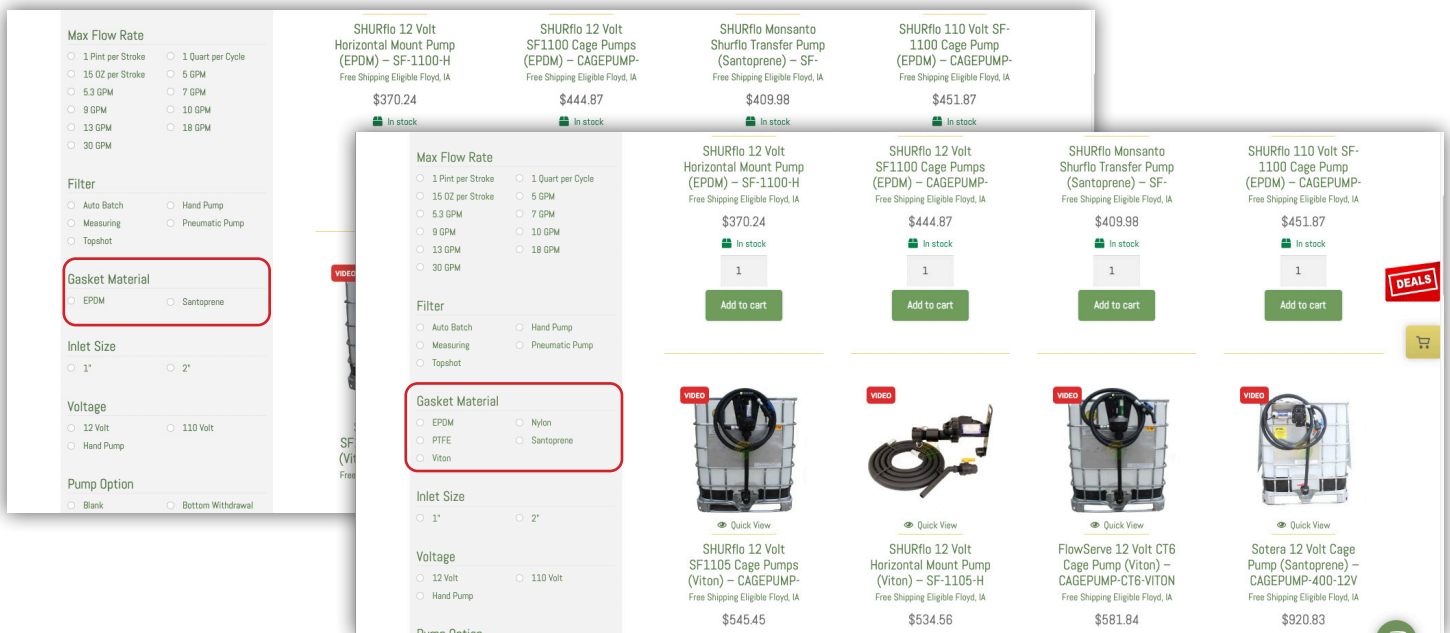 Max Flow Rate
1 Pint per Stroke 1 Quart per Cycle
15 OZ per Stroke 5 GPM
5.3 GPM 7 GPM
9 GPM 10 GPM
13 GPM 18 GPM
30 GPM
Filter
Auto Batch Hand Pump
Measuring Pneumatic Pump
Topshot
Gasket Material
EPDM Santoprene
Inlet Size
1" 2"
Voltage
12 Volt 110 Volt
Hand Pump
Pump Option
Blank Bottom Withdrawal
SHURflo 12 Volt
Horizontal Mount Pump
(EPDM) – SF-1100-H
Free Shipping Eligible Floyd, IA
$370.24
In stock
SHURflo 12 Volt
SF1100 Cage Pumps
(EPDM) – CAGEPUMP-
Free Shipping Eligible Floyd, IA
$444.87
In stock
SHURflo Monsanto
Shurflo Transfer Pump
(Santoprene) – SF-
Free Shipping Eligible Floyd, IA
$409.98
In stock
SHURflo 110 Volt SF-
1100 Cage Pump
(EPDM) – CAGEPUMP-
Free Shipping Eligible Floyd, IA
$451.87
In stock
VIDEO
SF
(Vit
Free
Max Flow Rate
1 Pint per Stroke 1 Quart per Cycle
15 OZ per Stroke 5 GPM
5.3 GPM 7 GPM
9 GPM 10 GPM
13 GPM 18 GPM
30 GPM
Filter
Auto Batch Hand Pump
Measuring Pneumatic Pump
Topshot
Gasket Material
EPDM Nylon
PTFE Santoprene
Viton
Inlet Size
1" 2"
Voltage
12 Volt 110 Volt
Hand Pump
Pump Option
SHURflo 12 Volt
Horizontal Mount Pump
(EPDM) – SF-1100-H
Free Shipping Eligible Floyd, IA
$370.24
In stock
1
Add to cart
SHURflo 12 Volt
SF1100 Cage Pumps
(EPDM) – CAGEPUMP-
Free Shipping Eligible Floyd, IA
$444.87
In stock
1
Add to cart
SHURflo Monsanto
Shurflo Transfer Pump
(Santoprene) – SF-
Free Shipping Eligible Floyd, IA
$409.98
In stock
1
Add to cart
SHURflo 110 Volt SF-
1100 Cage Pump
(EPDM) – CAGEPUMP-
Free Shipping Eligible Floyd, IA
$451.87
In stock
1
Add to cart
DEALS
VIDEO
Quick View
SHURflo 12 Volt
SF1105 Cage Pumps
(Viton) – CAGEPUMP-
Free Shipping Eligible Floyd, IA
$545.45
VIDEO
Quick View
SHURflo 12 Volt
Horizontal Mount Pump
(Viton) – SF-1105-H
Free Shipping Eligible Floyd, IA
$534.56
VIDEO
Quick View
FlowServe 12 Volt CT6
Cage Pump (Viton) –
CAGEPUMP-CT6-VITON
Free Shipping Eligible Floyd, IA
$581.84
VIDEO
Quick View
Sotera 12 Volt Cage
Pump (Santoprene) –
CAGEPUMP-400-12V
Free Shipping Eligible Floyd, IA
$920.83